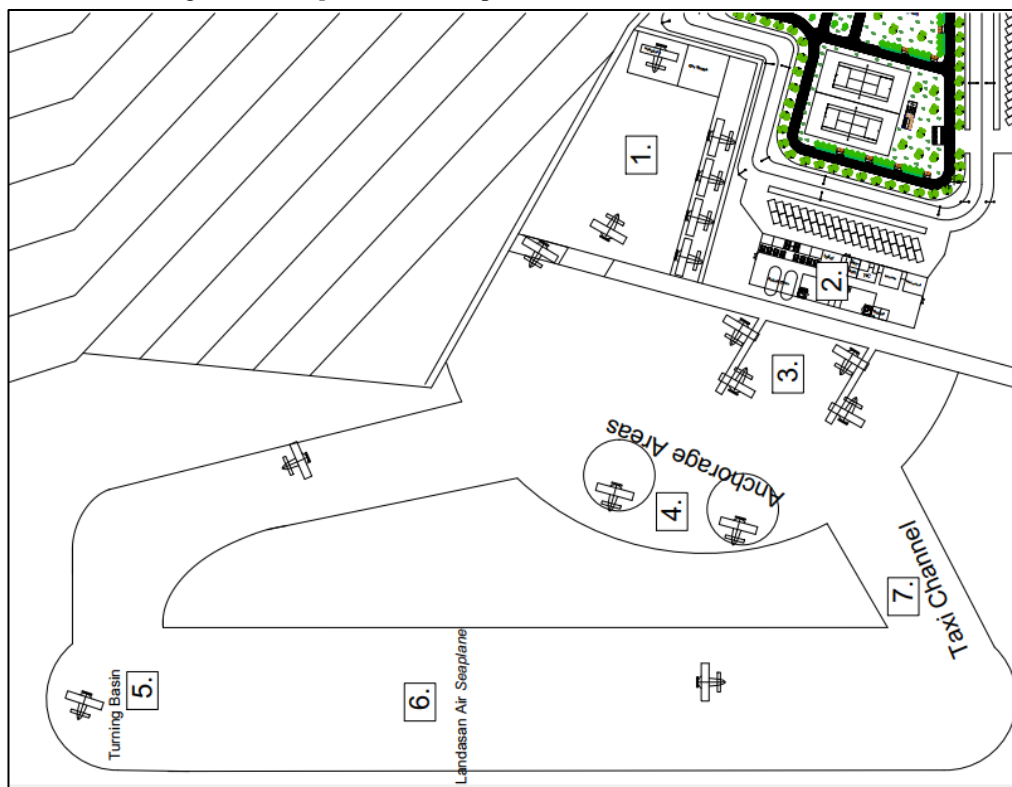 1.
2.
3.
Anchorage Areas
4.
7.
Taxi Channel
5.
Turning Basin
6.
Landasan Air Seaplane